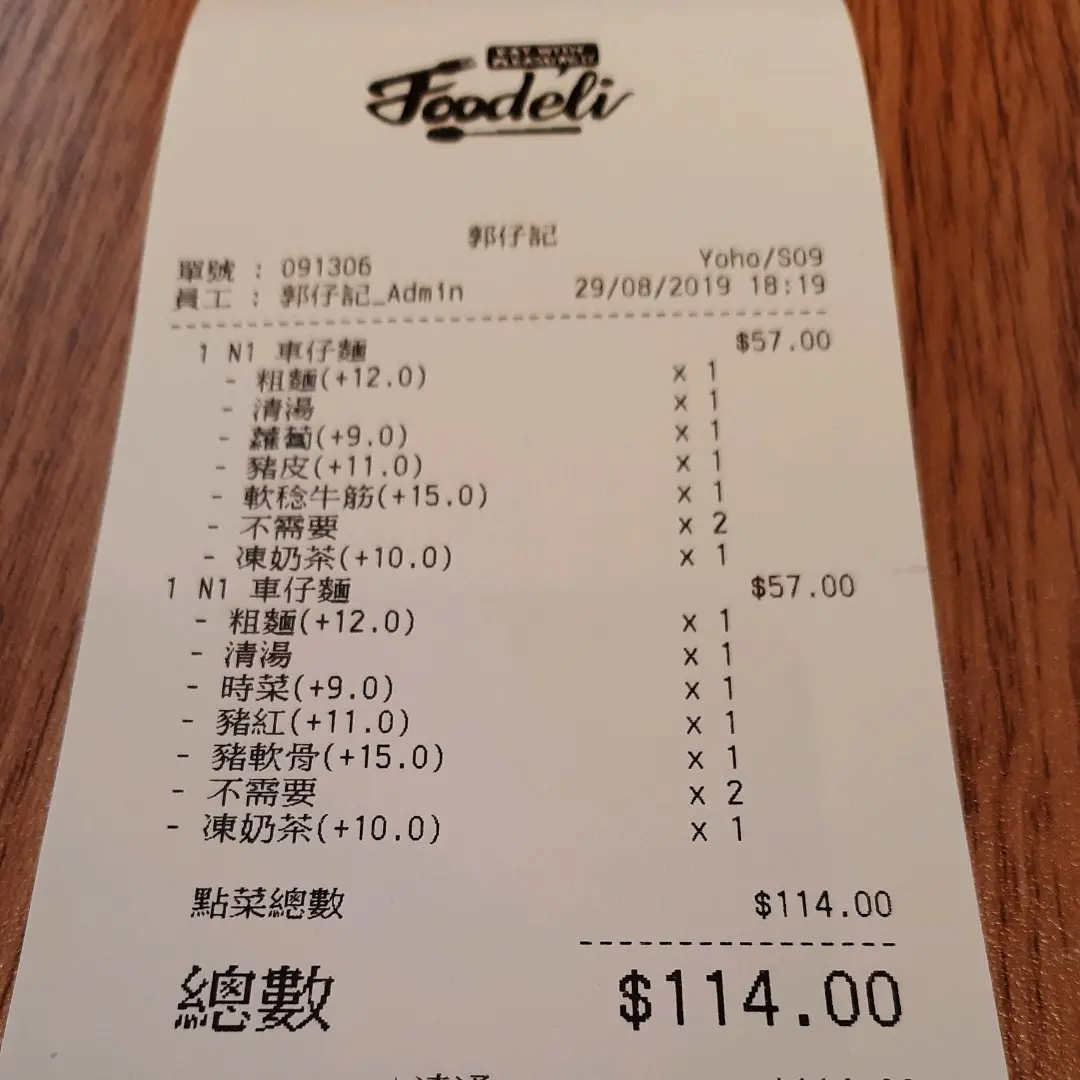 EAT WITH
Foodéli
郭仔記
單號 : 091306 Yoho/S09
員工 : 郭仔記_Admin 29/08/2019 18:19
1 N1 車仔麵 $57.00
- 粗麵(+12.0) x 1
- 清湯 x 1
- 蘿蔔(+9.0) x 1
- 豬皮(+11.0) x 1
- 軟稔牛筋(+15.0) x 1
- 不需要 x 2
- 凍奶茶(+10.0) x 1
1 N1 車仔麵 $57.00
- 粗麵(+12.0) x 1
- 清湯 x 1
- 時菜(+9.0) x 1
- 豬紅(+11.0) x 1
- 豬軟骨(+15.0) x 1
- 不需要 x 2
- 凍奶茶(+10.0) x 1
點菜總數 $114.00
總數 $114.00